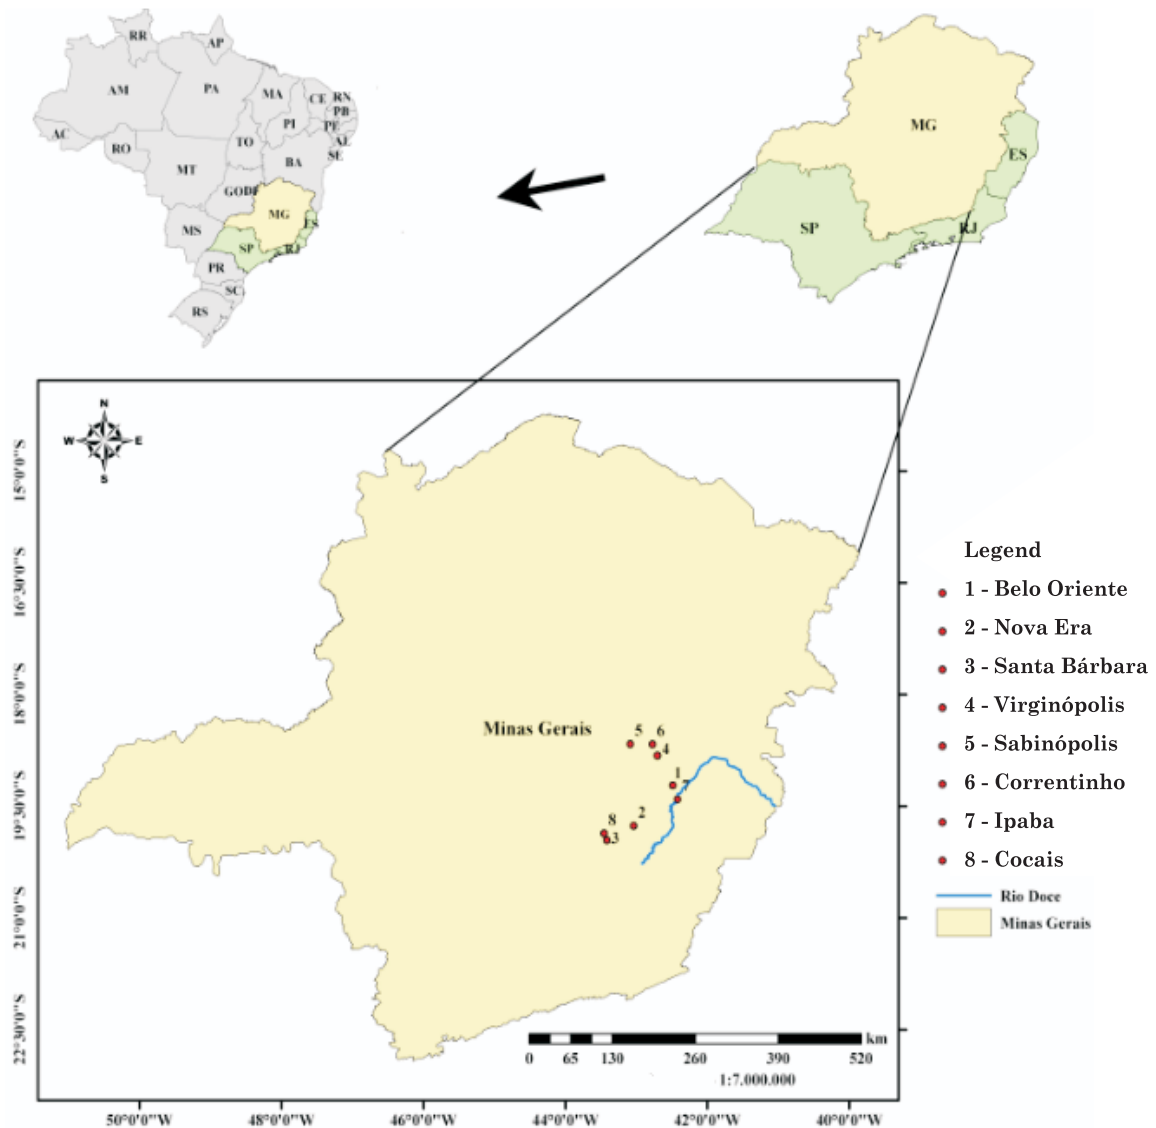 RR
AP
AM
PA
MA
CE
RN
PB
PI
PE
AC
TO
AL
RO
SE
BA
MT
GODF
MG
ES
MS
SP
RJ
PR
SC
RS
MG
ES
SP
RJ
N
W
E
S
15°0'0"S
16°30'0"S
18°0'0"S
19°30'0"S
21°0'0"S
22°30'0"S
Minas Gerais
5
6
4
1
7
2
8
3
km
0 65 130 260 390 520
1:7.000.000
50°0'0"W 48°0'0"W 46°0'0"W 44°0'0"W 42°0'0"W 40°0'0"W
Legend
1 - Belo Oriente
2 - Nova Era
3 - Santa Bárbara
4 - Virginópolis
5 - Sabinópolis
6 - Correntinho
7 - Ipaba
8 - Cocais
Rio Doce
Minas Gerais